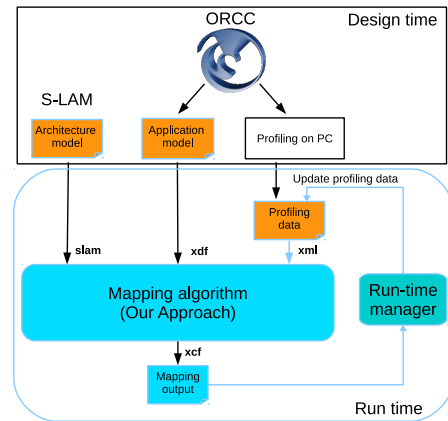 ORCC
Design time
S-LAM
Architecture
model
Application
model
Profiling on PC
Update profiling data
Profiling
data
slam
xdf
xml
Mapping algorithm
(Our Approach)
Run-time
manager
xcf
Mapping
output
Run time